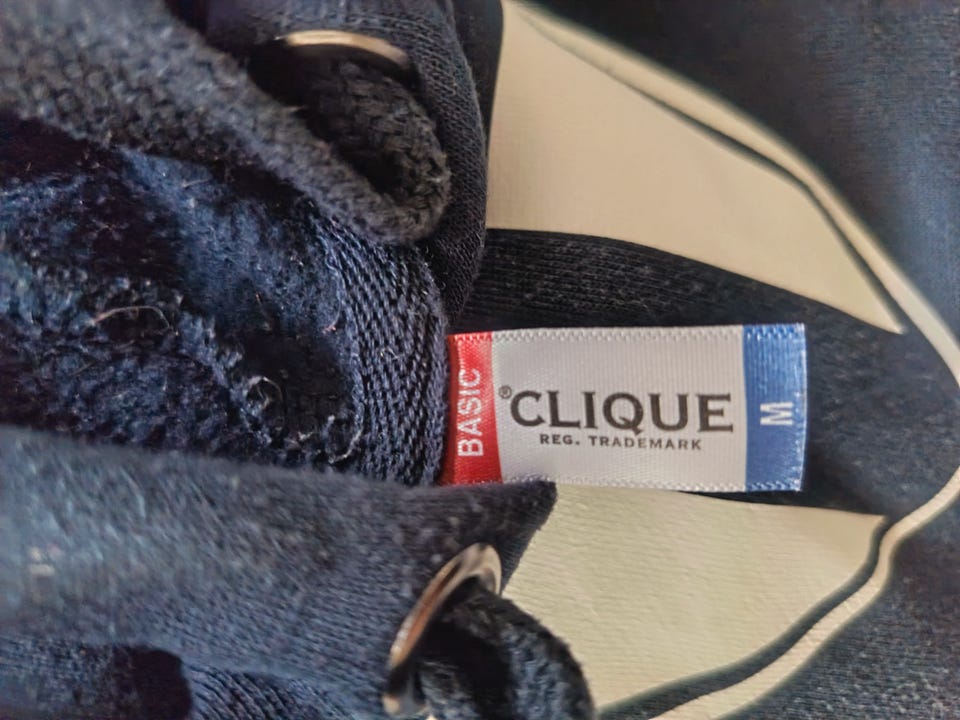 BASIC
®CLIQUE
REG. TRADEMARK
M